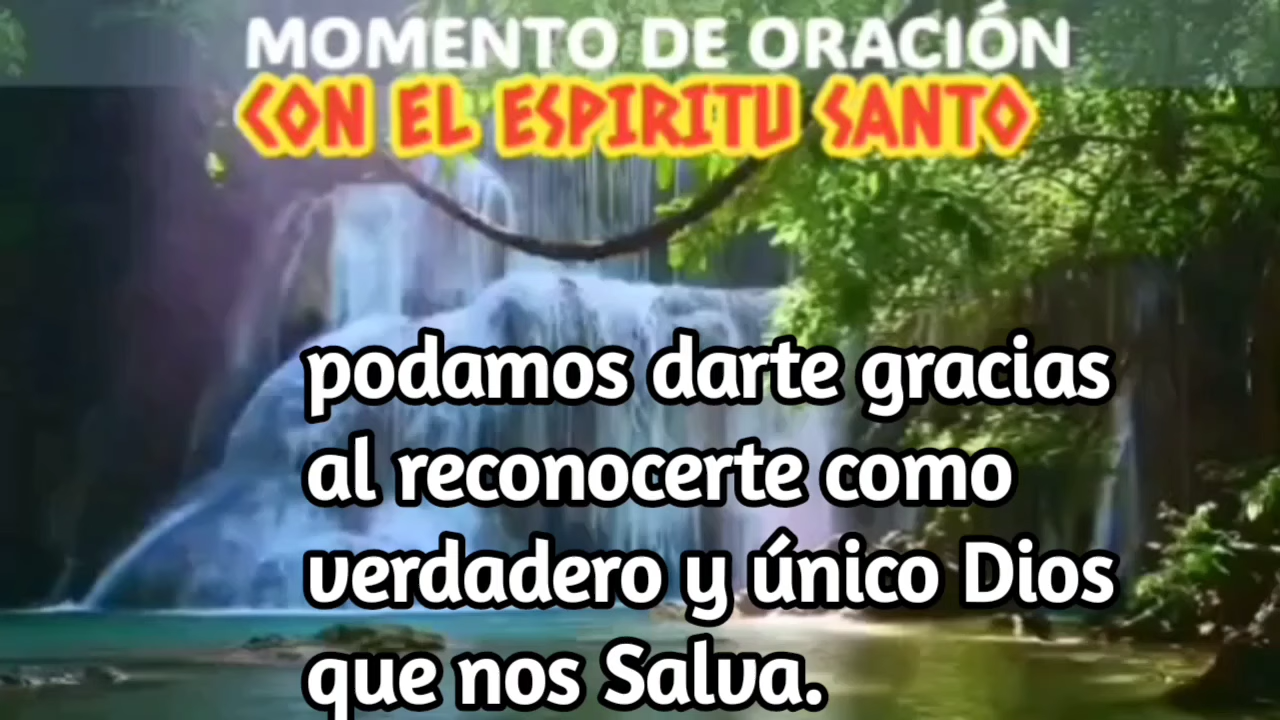 MOMENTO DE ORACIÓN
CON EL ESPIRITU SANTO
podamos darte gracias
al reconocerte como
verdadero y único Dios
que nos Salva.